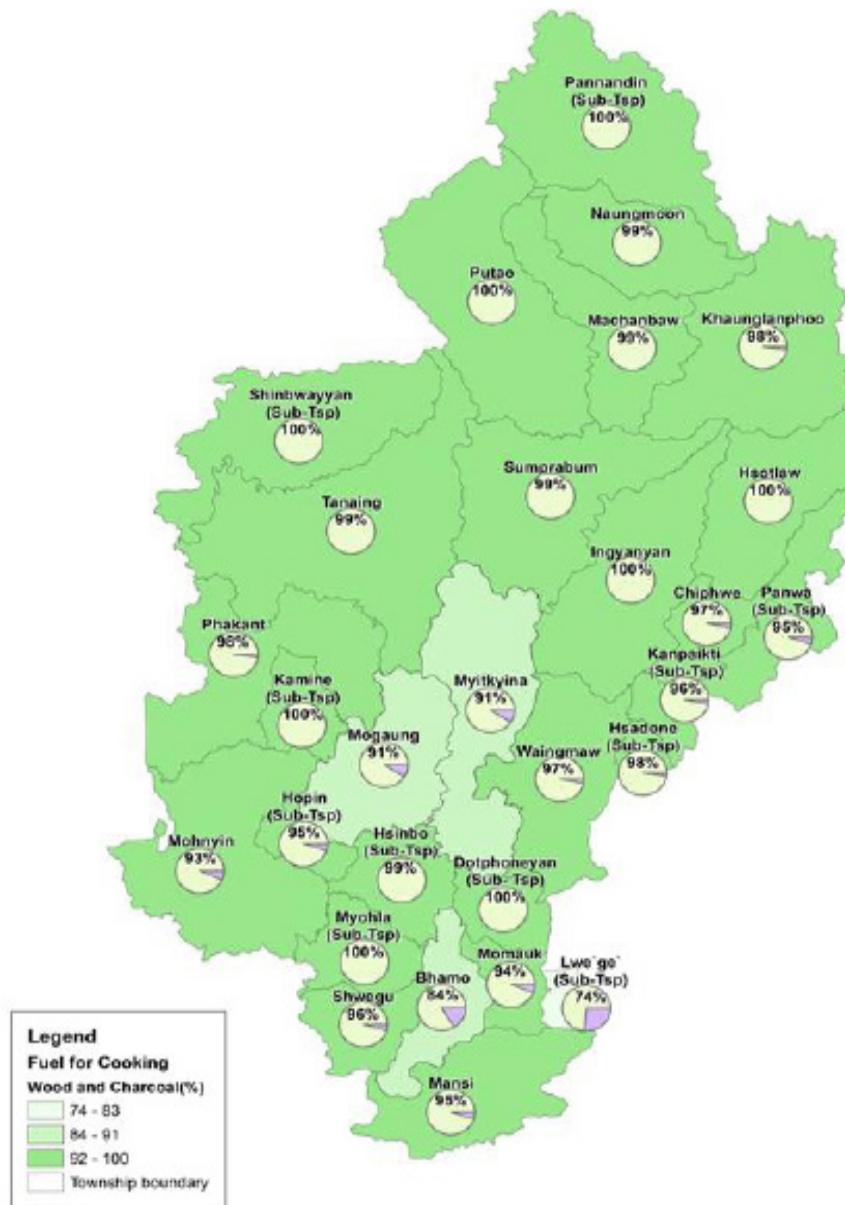 Pannandin
(Sub-Tsp)
100%
Naungmoon
99%
Putao
100%
Machanbaw
99%
Khaunglanphoo
98%
Shinbwayyan
(Sub-Tsp)
100%
Sumprabum
99%
Hsotlaw
100%
Tanaing
99%
Ingyanyan
100%
Chiphwe
97%
Panwa
(Sub-Tsp)
95%
Phakant
98%
Kanpaikti
(Sub-Tsp)
96%
Kamine
(Sub-Tsp)
100%
Myitkyina
91%
Mogaung
91%
Waingmaw
97%
Hsadone
(Sub-Tsp)
98%
Hopin
(Sub-Tsp)
95%
Mohnyin
93%
Hsinbo
(Sub-Tsp)
99%
Dotphoneyan
(Sub- Tsp)
100%
Myohla
(Sub-Tsp)
100%
Momauk
94%
Lwe`ge`
(Sub-Tsp)
74%
Bhamo
84%
Shwegu
96%
Mansi
95%
Legend
Fuel for Cooking
Wood and Charcoal(%)
74 - 83
84 - 91
92 - 100
Township boundary